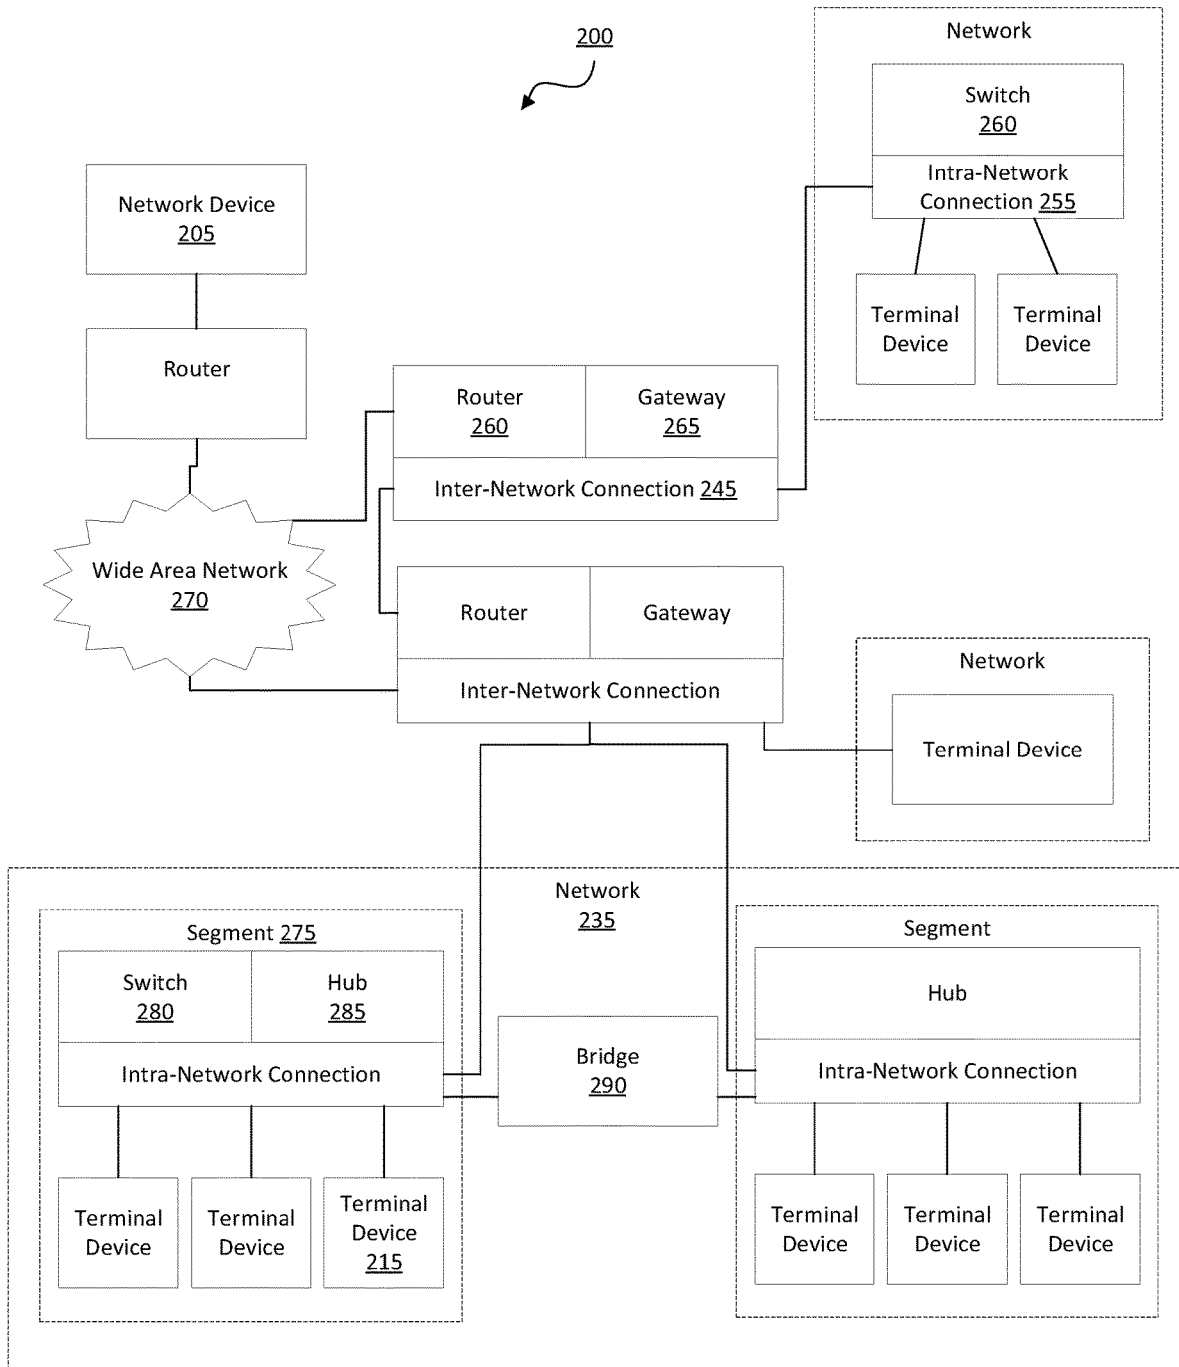 200
Network
Switch
260
Intra-Network
Connection 255
Terminal
Device
Terminal
Device
Network Device
205
Router
Router
260
Gateway
265
Inter-Network Connection 245
Wide Area Network
270
Router
Gateway
Inter-Network Connection
Network
Terminal Device
Network
235
Segment 275
Switch
280
Hub
285
Intra-Network Connection
Terminal
Device
Terminal
Device
Terminal
Device
215
Bridge
290
Segment
Hub
Intra-Network Connection
Terminal
Device
Terminal
Device
Terminal
Device